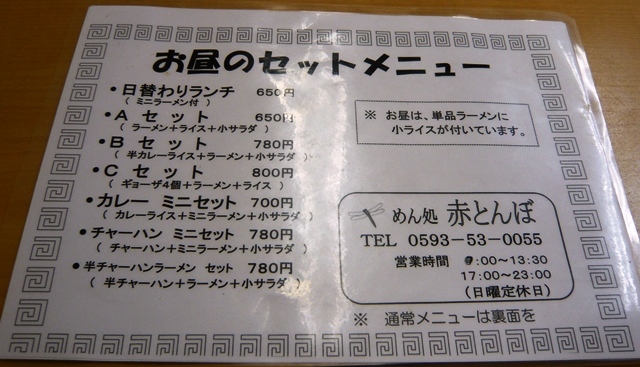 お昼のセットメニュー
・日替わりランチ 650円
（ ミニラーメン付 ）
・A セット 650円
（ ラーメン＋ライス＋小サラダ ）
・B セット 780円
（ 半カレーライス＋ラーメン＋小サラダ ）
・C セット 800円
（ ギョーザ4個＋ラーメン＋ライス ）
・カレー ミニセット 700円
（ カレーライス＋ミニラーメン＋小サラダ ）
・チャーハン ミニセット 780円
（ チャーハン＋ミニラーメン＋小サラダ ）
・半チャーハンラーメン セット 780円
（ 半チャーハン＋ラーメン＋小サラダ ）
※ お昼は、単品ラーメンに
小ライスが付いています。
めん処 赤とんぼ
TEL 0593－53－0055
営業時間 :00～13:30
17:00～23:00
（日曜定休日）
※ 通常メニューは裏面を